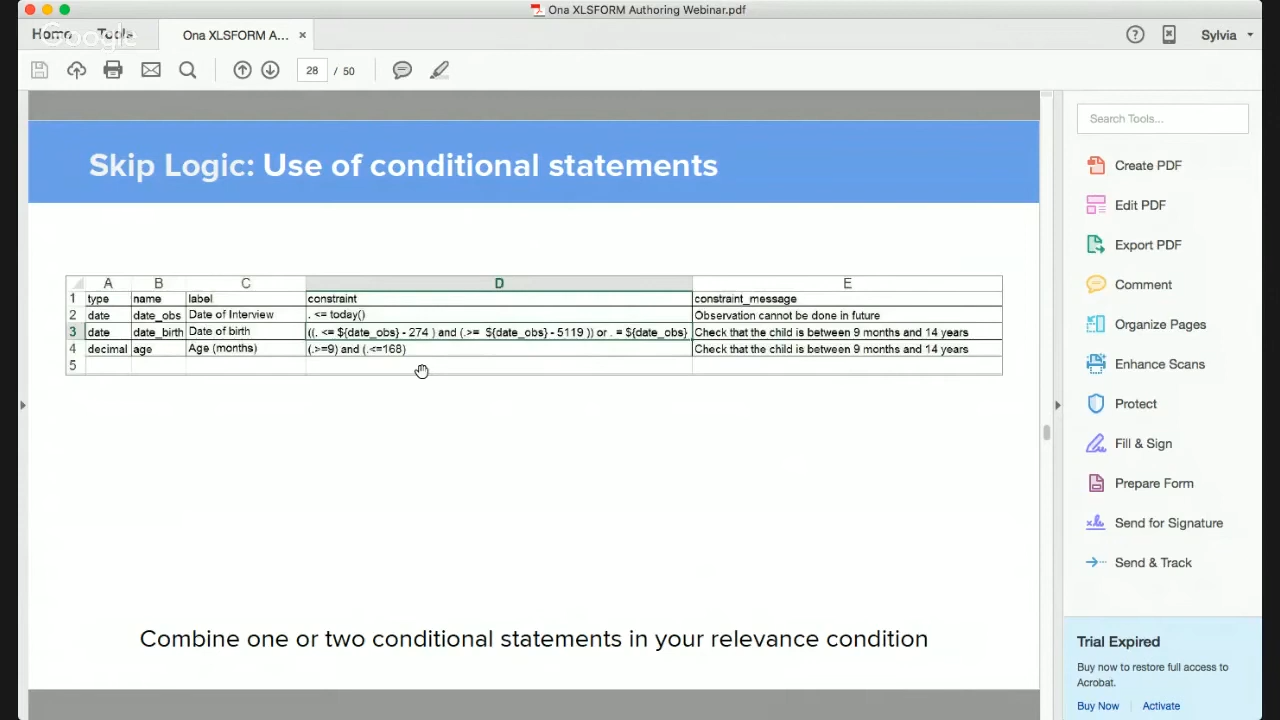 Ona XLSFORM Authoring Webinar.pdf
Home Tools Ona XLSFORM A... ×
Google
Sylvia
28 / 50
Search Tools...
Skip Logic: Use of conditional statements
A B C D E
1 type name label constraint constraint_message
2 date date_obs Date of Interview . <= today() Observation cannot be done in future
3 date date_birth Date of birth ((. <= ${date_obs} - 274 ) and (.>= ${date_obs} - 5119 )) or . = ${date_obs} Check that the child is between 9 months and 14 years
4 decimal age Age (months) (.>=9) and (.<=168) Check that the child is between 9 months and 14 years
5
Combine one or two conditional statements in your relevance condition
Create PDF
Edit PDF
Export PDF
Comment
Organize Pages
Enhance Scans
Protect
Fill & Sign
Prepare Form
Send for Signature
Send & Track
Trial Expired
Buy now to restore full access to
Acrobat.
Buy Now Activate